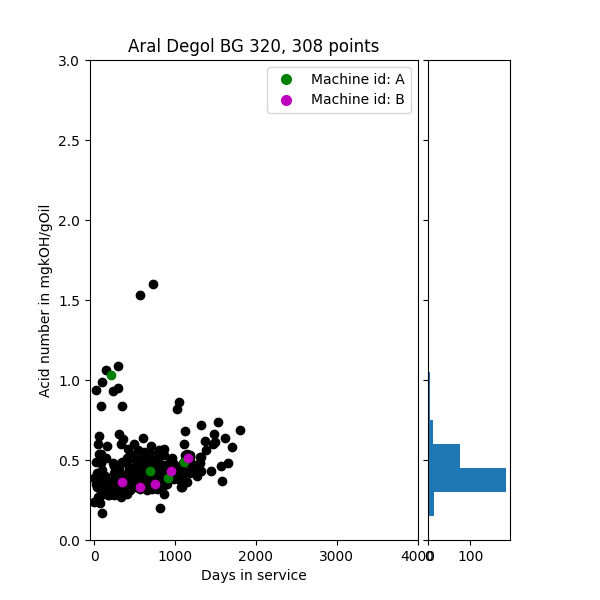 Aral Degol BG 320, 308 points
Machine id: A
Machine id: B
Acid number in mgkOH/gOil
3.0
2.5
2.0
1.5
1.0
0.5
0.0
0 1000 2000 3000 4000
0 100
Days in service